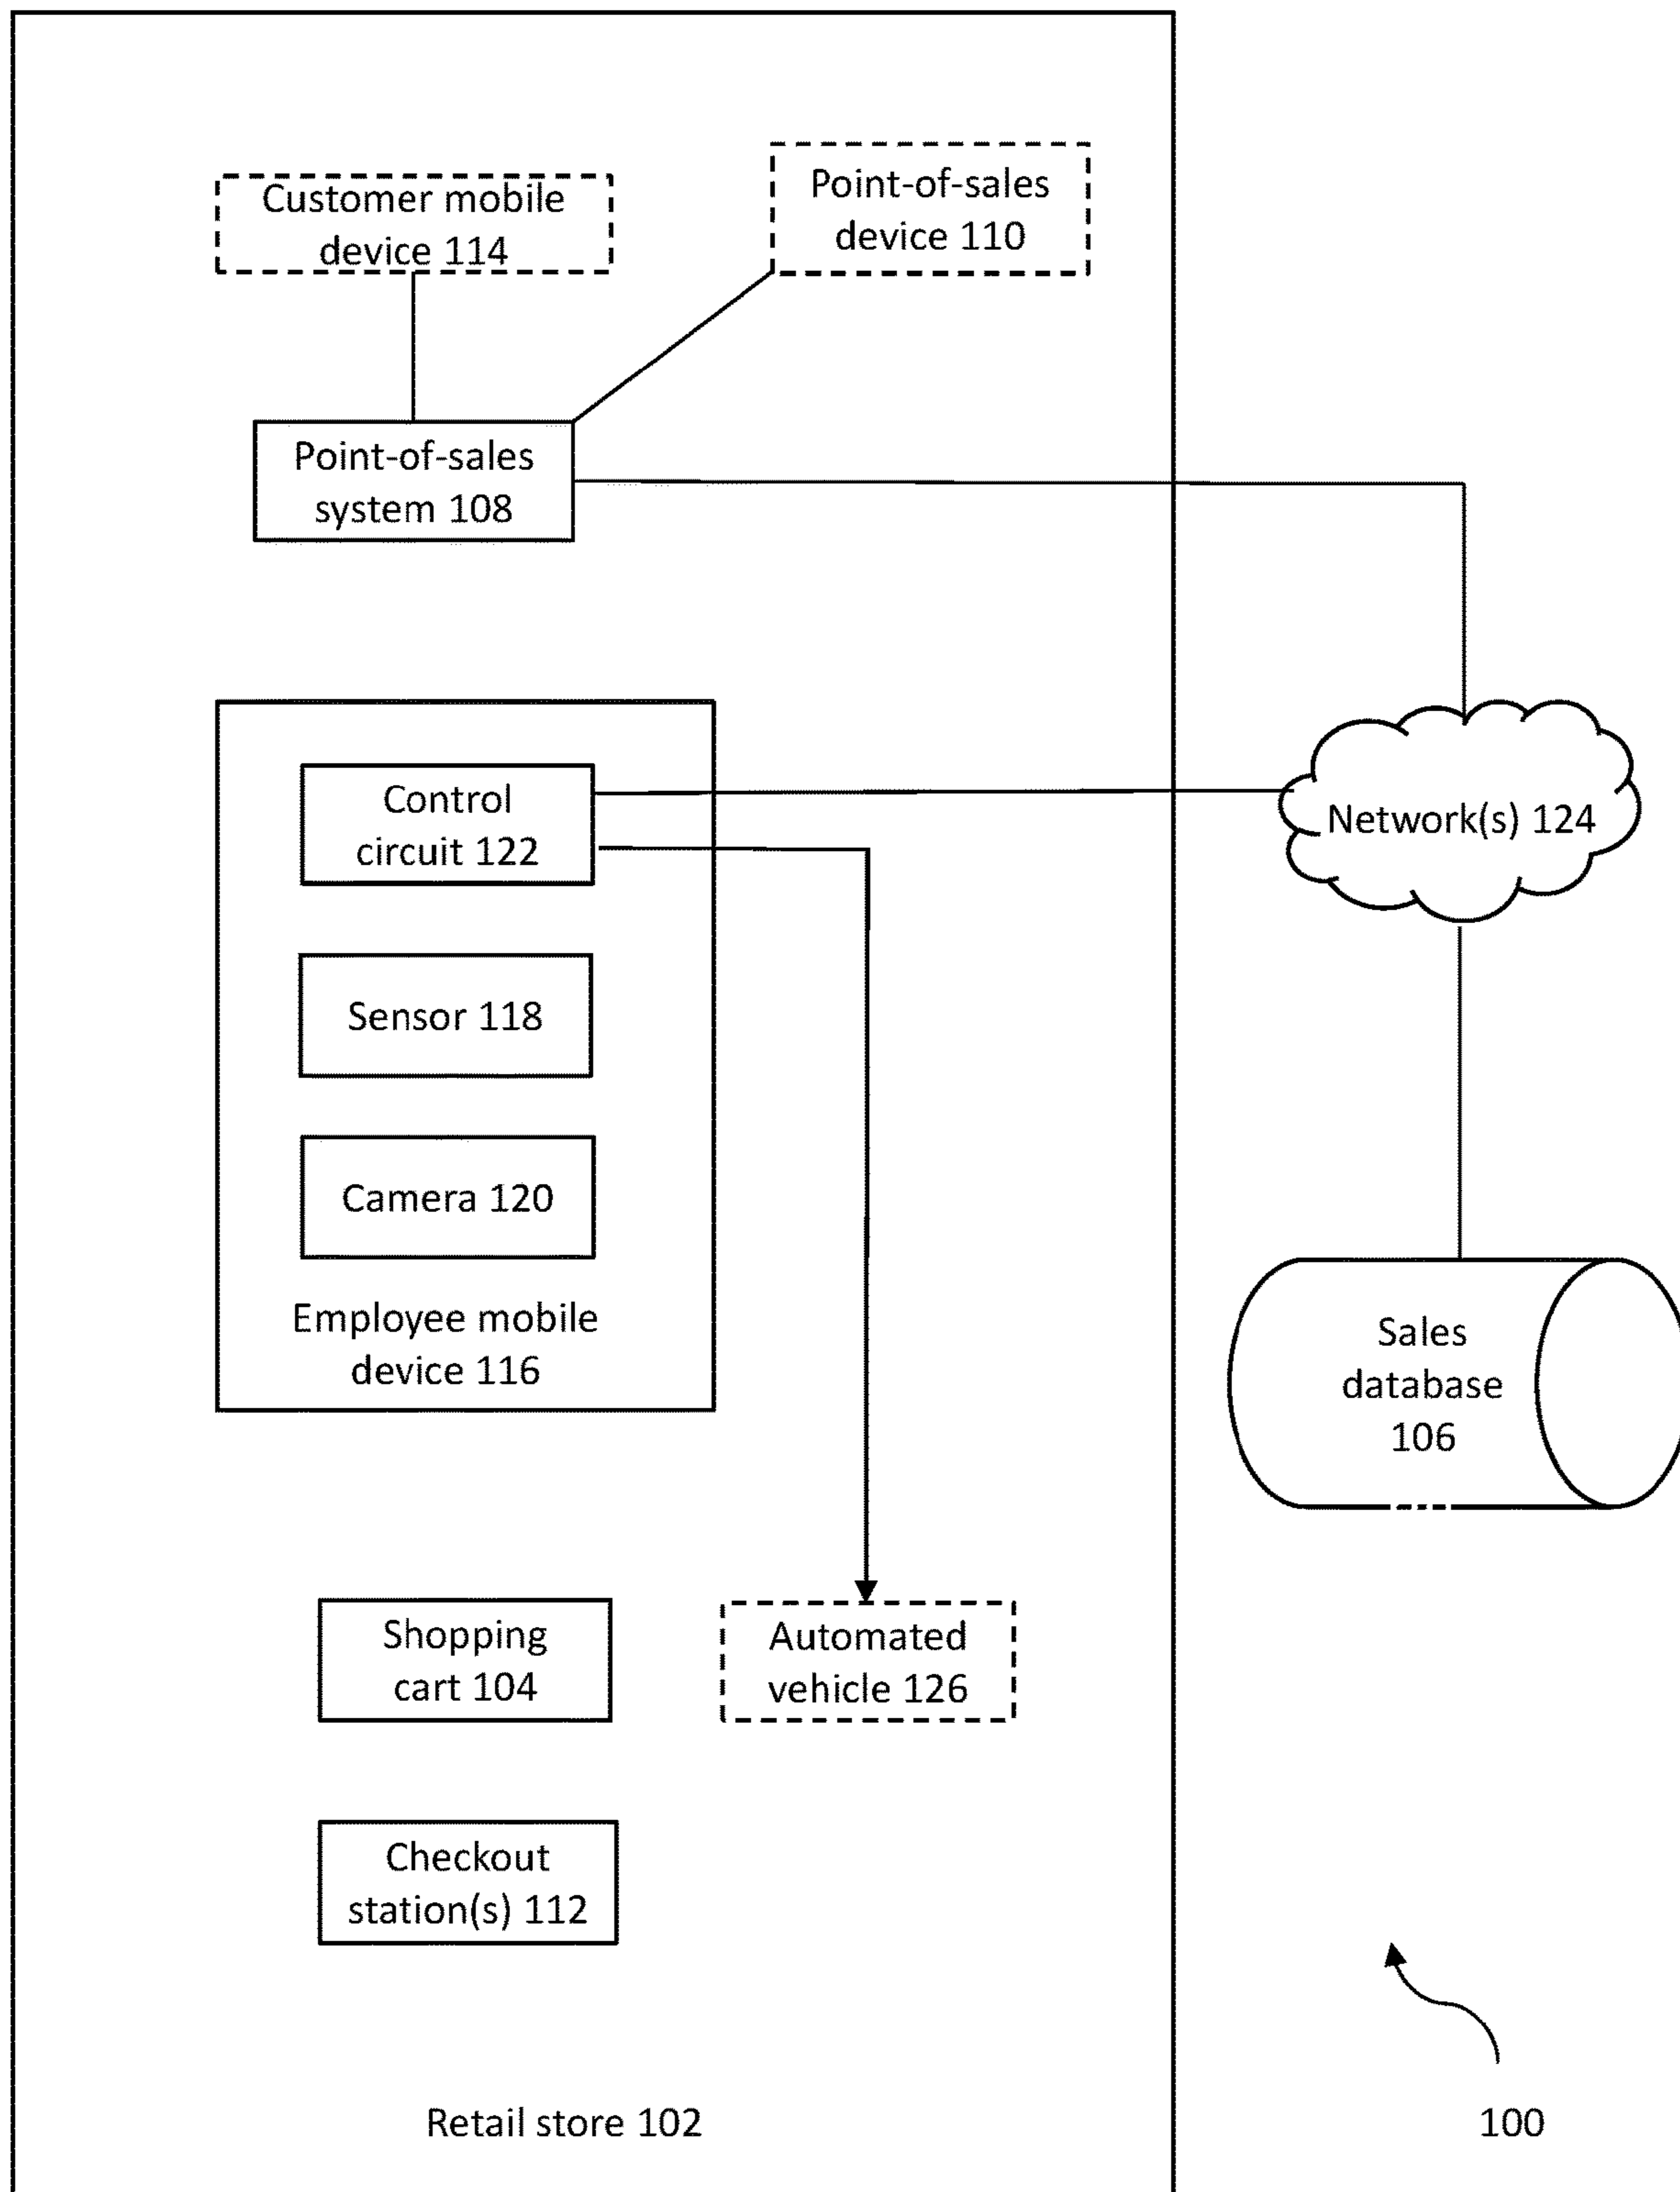 Customer mobile
device 114
Point-of-sales
device 110
Point-of-sales
system 108
Control
circuit 122
Network(s) 124
Sensor 118
Camera 120
Employee mobile
device 116
Sales
database
106
Shopping
cart 104
Automated
vehicle 126
Checkout
station(s) 112
Retail store 102
100